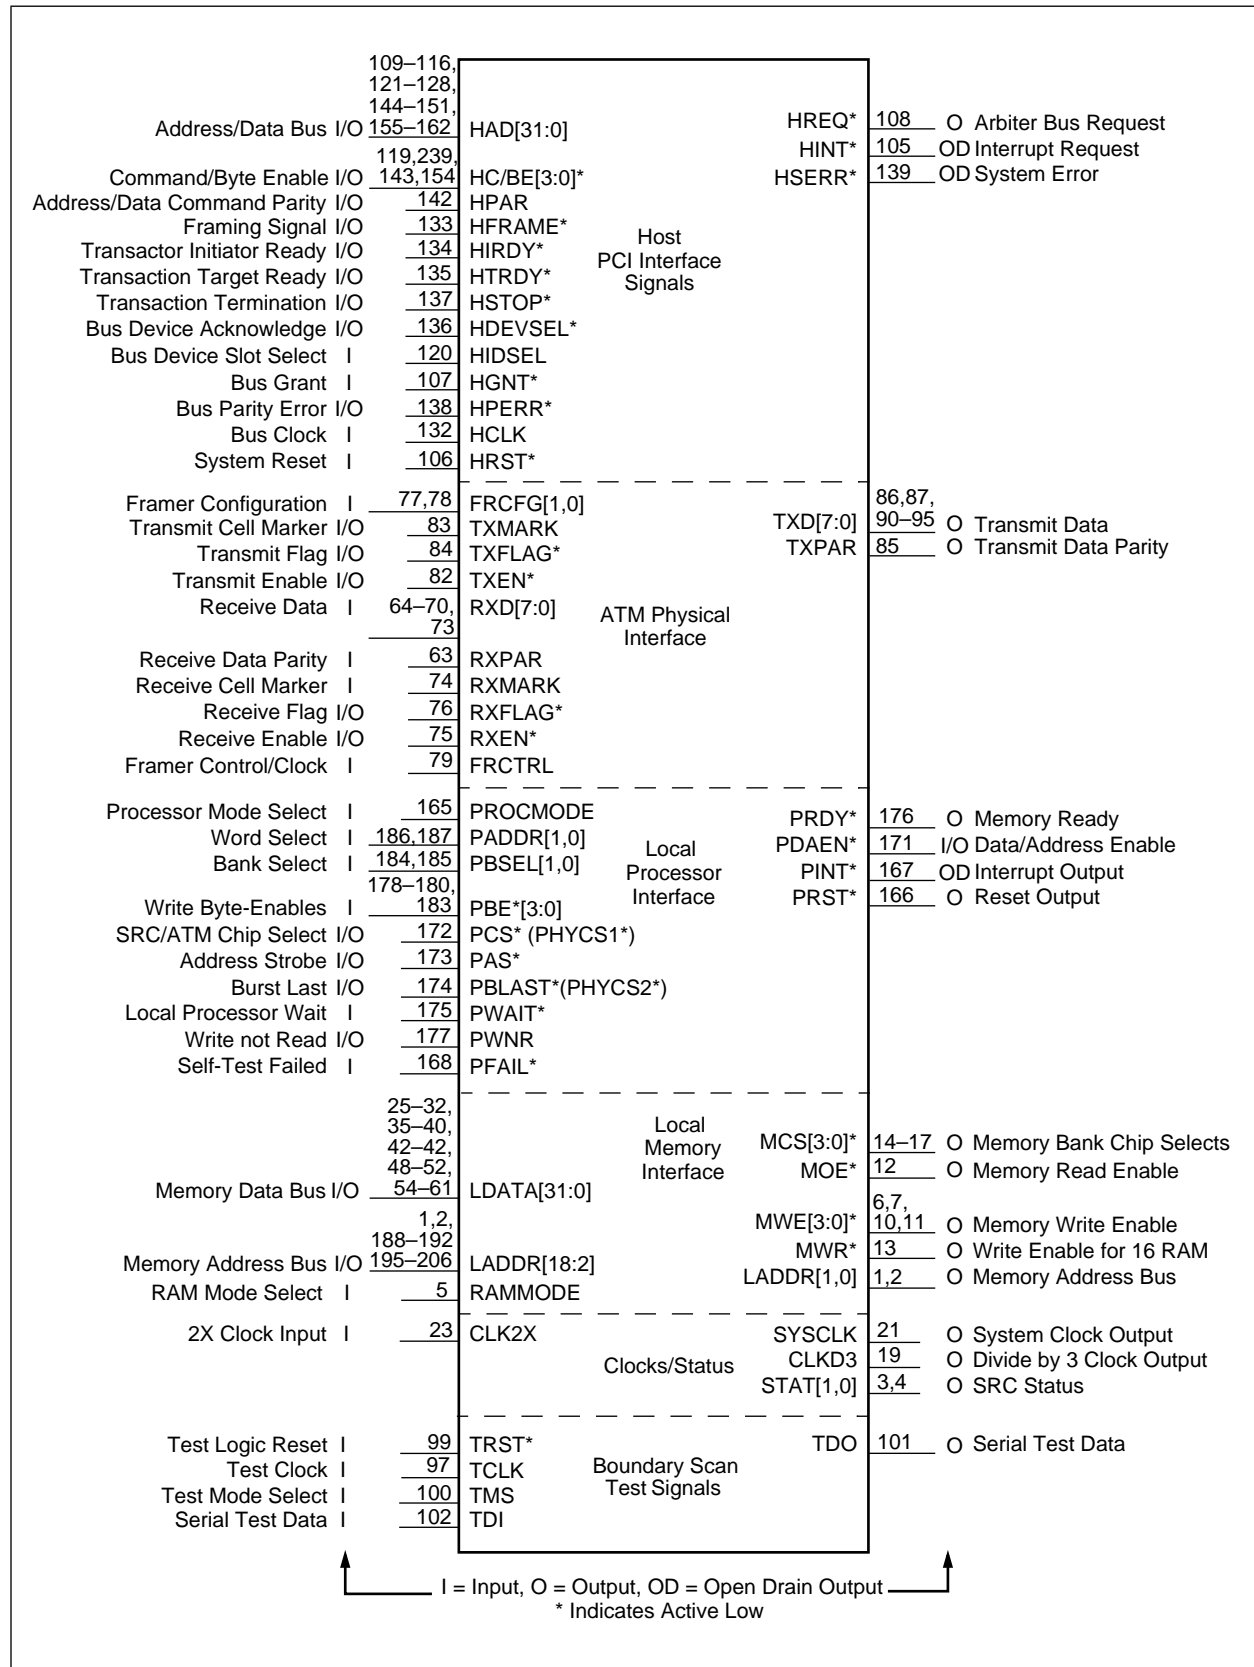 109–116,
121–128,
144–151,
Address/Data Bus I/O 155–162 HAD[31:0]
HREQ* 108 O Arbiter Bus Request
HINT* 105 OD Interrupt Request
HSERR* 139 OD System Error
119,239,
Command/Byte Enable I/O 143,154 HC/BE[3:0]*
Address/Data Command Parity I/O 142 HPAR
Framing Signal I/O 133 HFRAME*
Transactor Initiator Ready I/O 134 HIRDY*
Transaction Target Ready I/O 135 HTRDY*
Transaction Termination I/O 137 HSTOP*
Bus Device Acknowledge I/O 136 HDEVSEL*
Bus Device Slot Select I 120 HIDSEL
Bus Grant I 107 HGNT*
Bus Parity Error I/O 138 HPERR*
Bus Clock I 132 HCLK
System Reset I 106 HRST*
Host
PCI Interface
Signals
Framer Configuration I 77,78 FRCFG[1,0]
Transmit Cell Marker I/O 83 TXMARK
Transmit Flag I/O 84 TXFLAG*
Transmit Enable I/O 82 TXEN*
Receive Data I 64–70, RXD[7:0]
73
Receive Data Parity I 63 RXPAR
Receive Cell Marker I 74 RXMARK
Receive Flag I/O 76 RXFLAG*
Receive Enable I/O 75 RXEN*
Framer Control/Clock I 79 FRCTRL
ATM Physical
Interface
86,87,
TXD[7:0] 90–95 O Transmit Data
TXPAR 85 O Transmit Data Parity
Processor Mode Select I 165 PROCMODE
Word Select I 186,187 PADDR[1,0]
Bank Select I 184,185 PBSEL[1,0]
178–180,
Write Byte-Enables I 183 PBE*[3:0]
SRC/ATM Chip Select I/O 172 PCS* (PHYCS1*)
Address Strobe I/O 173 PAS*
Burst Last I/O 174 PBLAST*(PHYCS2*)
Local Processor Wait I 175 PWAIT*
Write not Read I/O 177 PWNR
Self-Test Failed I 168 PFAIL*
Local
Processor
Interface
PRDY* 176 O Memory Ready
PDAEN* 171 I/O Data/Address Enable
PINT* 167 OD Interrupt Output
PRST* 166 O Reset Output
25–32,
35–40,
42–42,
48–52,
Memory Data Bus I/O 54–61 LDATA[31:0]
1,2,
188–192
Memory Address Bus I/O 195–206 LADDR[18:2]
RAM Mode Select I 5 RAMMODE
Local
Memory
Interface
MCS[3:0]* 14–17 O Memory Bank Chip Selects
MOE* 12 O Memory Read Enable
6,7,
MWE[3:0]* 10,11 O Memory Write Enable
MWR* 13 O Write Enable for 16 RAM
LADDR[1,0] 1,2 O Memory Address Bus
2X Clock Input I 23 CLK2X
Clocks/Status
SYSCLK 21 O System Clock Output
CLKD3 19 O Divide by 3 Clock Output
STAT[1,0] 3,4 O SRC Status
Test Logic Reset I 99 TRST*
Test Clock I 97 TCLK
Test Mode Select I 100 TMS
Serial Test Data I 102 TDI
Boundary Scan
Test Signals
TDO 101 O Serial Test Data
I = Input, O = Output, OD = Open Drain Output
* Indicates Active Low